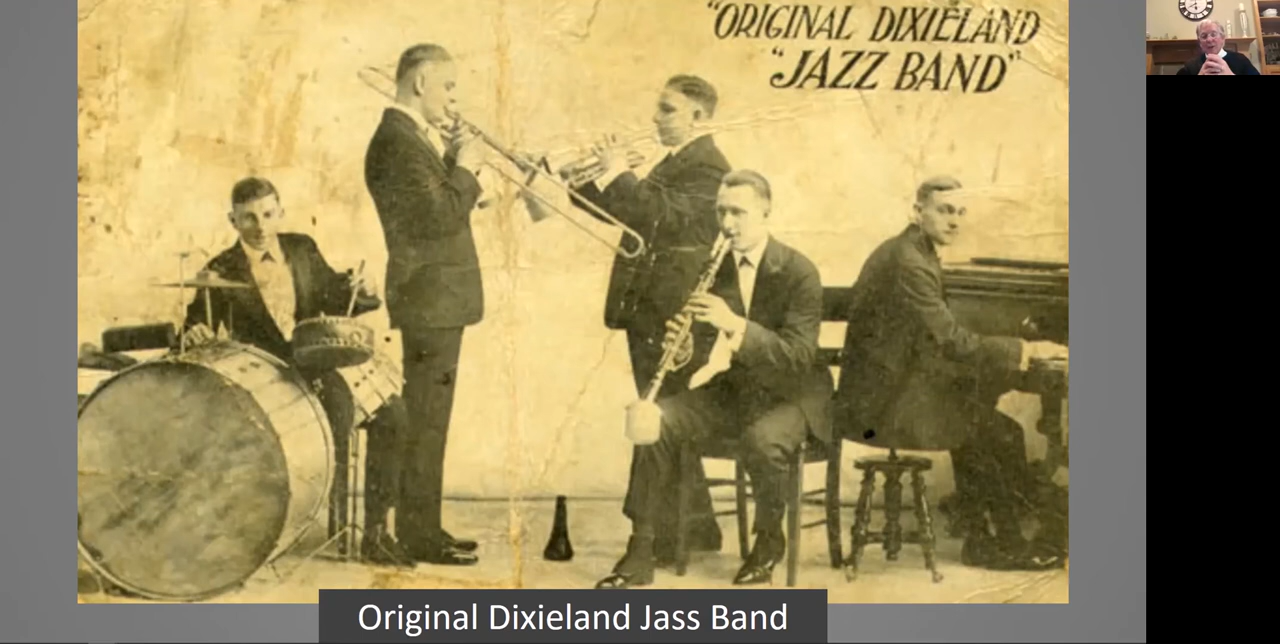 "ORIGINAL DIXIELAND
"JAZZ BAND"
Original Dixieland Jass Band